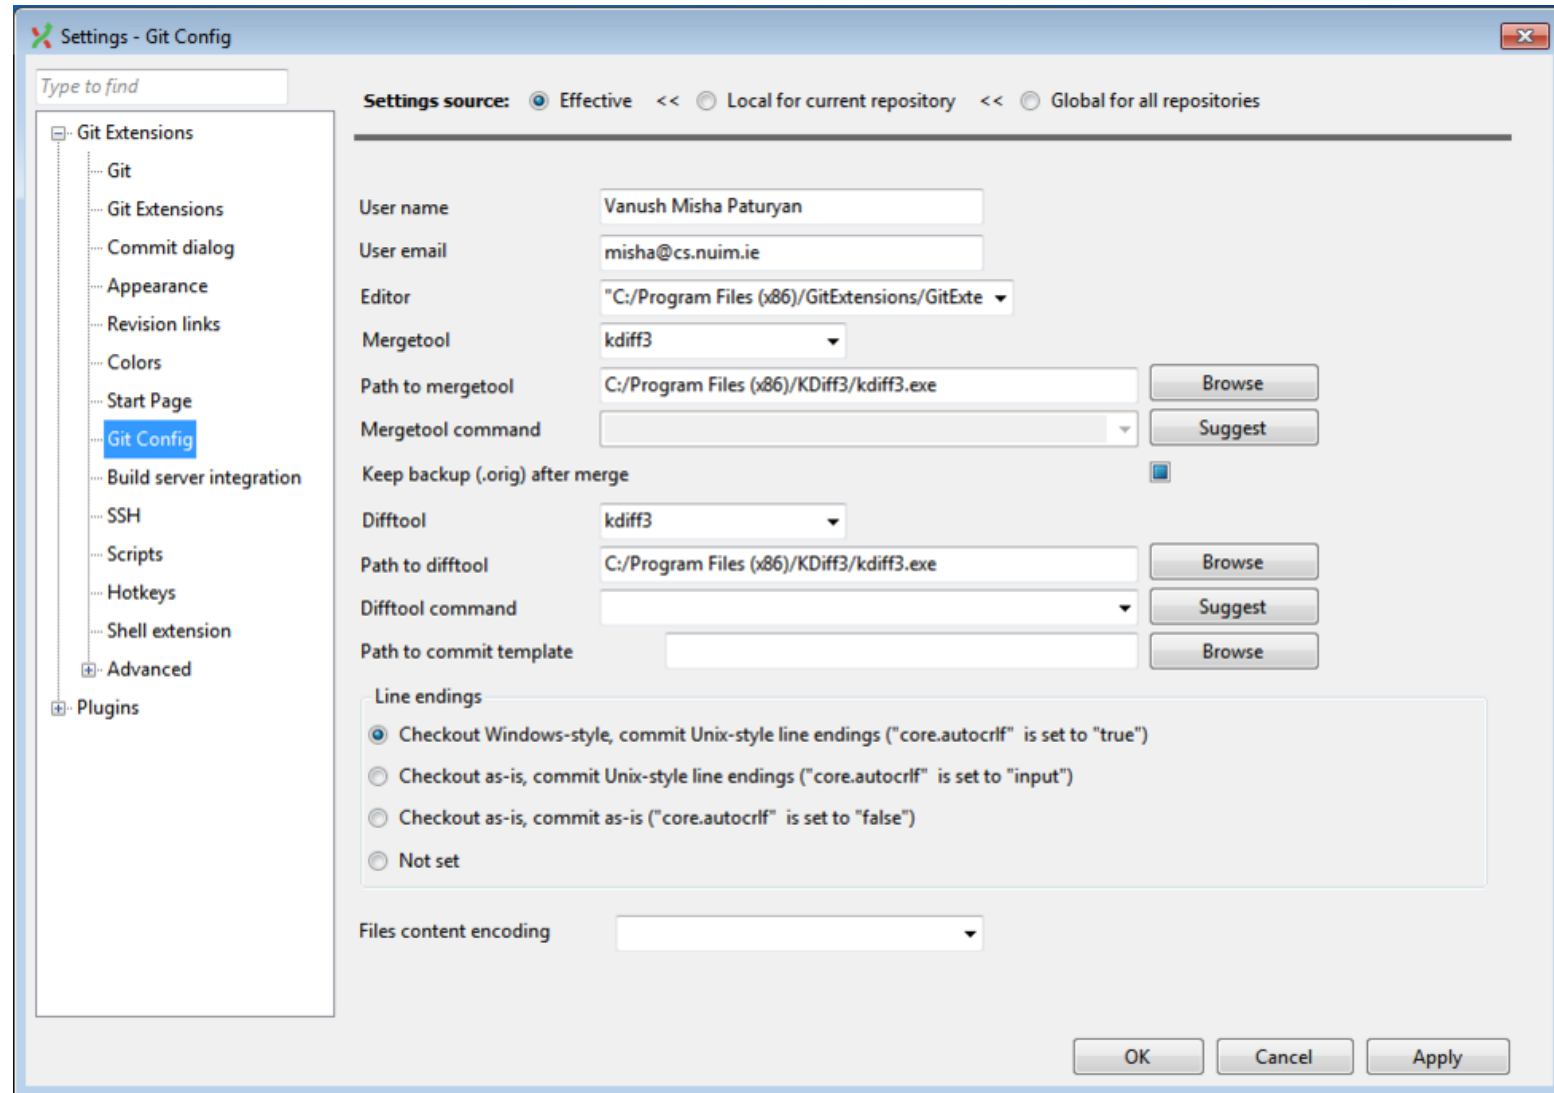 Settings - Git Config
Type to find
Settings source: Effective << Local for current repository << Global for all repositories
Git Extensions
Git
Git Extensions
Commit dialog
Appearance
Revision links
Colors
Start Page
Git Config
Build server integration
SSH
Scripts
Hotkeys
Shell extension
Advanced
Plugins
User name Vanush Misha Paturyan
User email misha@cs.nuim.ie
Editor "C:/Program Files (x86)/GitExtensions/GitExte
Mergetool kdiff3
Path to mergetool C:/Program Files (x86)/KDiff3/kdiff3.exe Browse
Mergetool command Suggest
Keep backup (.orig) after merge
Difftool kdiff3
Path to difftool C:/Program Files (x86)/KDiff3/kdiff3.exe Browse
Difftool command Suggest
Path to commit template Browse
Line endings
Checkout Windows-style, commit Unix-style line endings ("core.autocrlf" is set to "true")
Checkout as-is, commit Unix-style line endings ("core.autocrlf" is set to "input")
Checkout as-is, commit as-is ("core.autocrlf" is set to "false")
Not set
Files content encoding
OK Cancel Apply